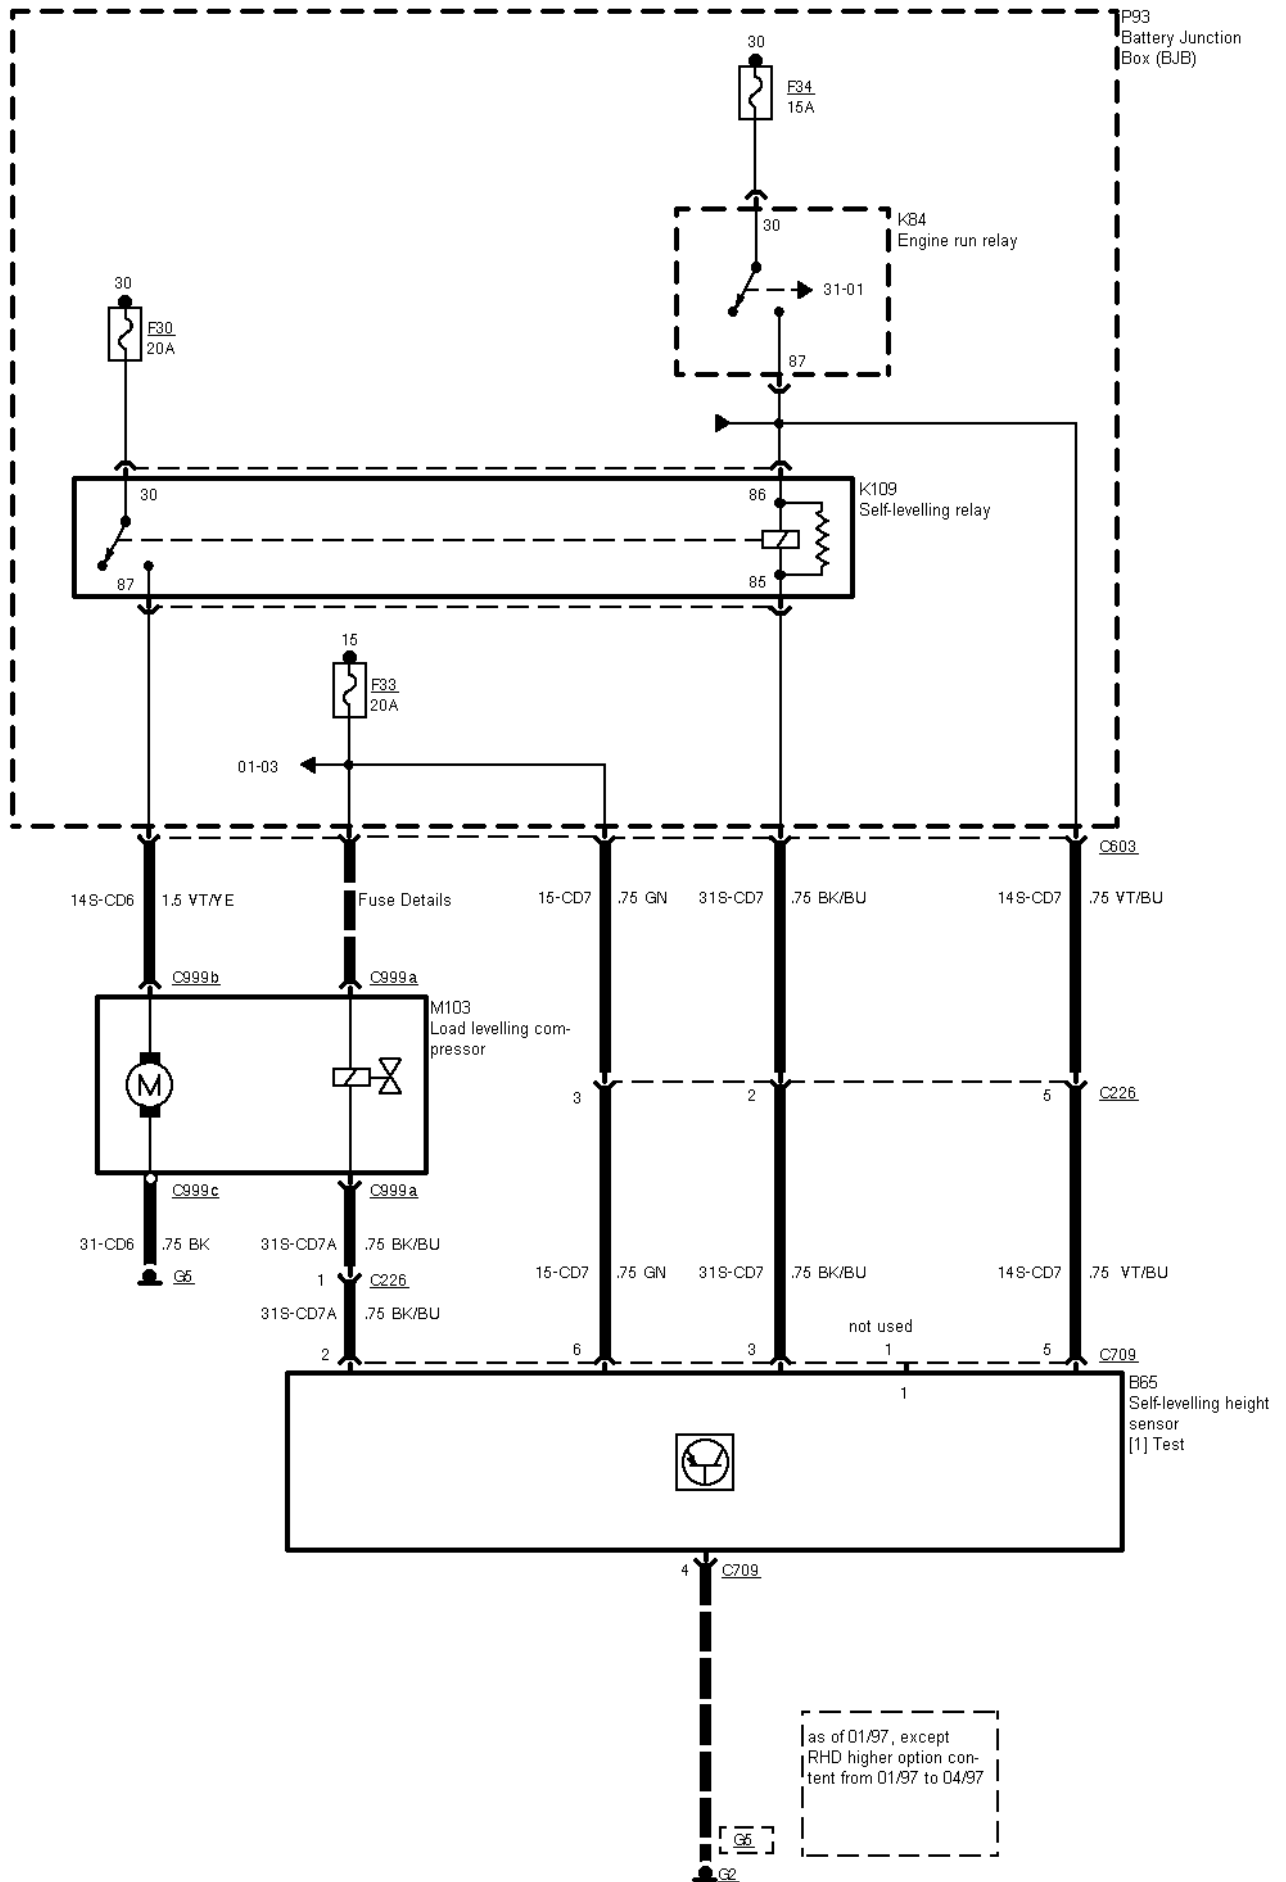 P93
Battery Junction
Box (BJB)
30
F34
15A
K84
30
Engine run relay
30
31-01
F30
20A
87
30
86
K109
Self-levelling relay
87
85
15
F33
20A
01-03
C603
14S-CD6
1.5 VT/YE
Fuse Details
15-CD7
.75 GN
31S-CD7
.75 BK/BU
14S-CD7
.75 VT/BU
C999b
C999a
M103
Load levelling com-
pressor
M
3
2
5
C226
C999c
C999a
31-CD6
.75 BK
31S-CD7A
.75 BK/BU
15-CD7
.75 GN
31S-CD7
.75 BK/BU
14S-CD7
.75 VT/BU
G5
1
C226
31S-CD7A
.75 BK/BU
not used
2
6
3
1
5
C709
1
B65
Self-levelling height
sensor
[1] Test
4
C709
as of 01/97, except
RHD higher option con-
tent from 01/97 to 04/97
G5
G2